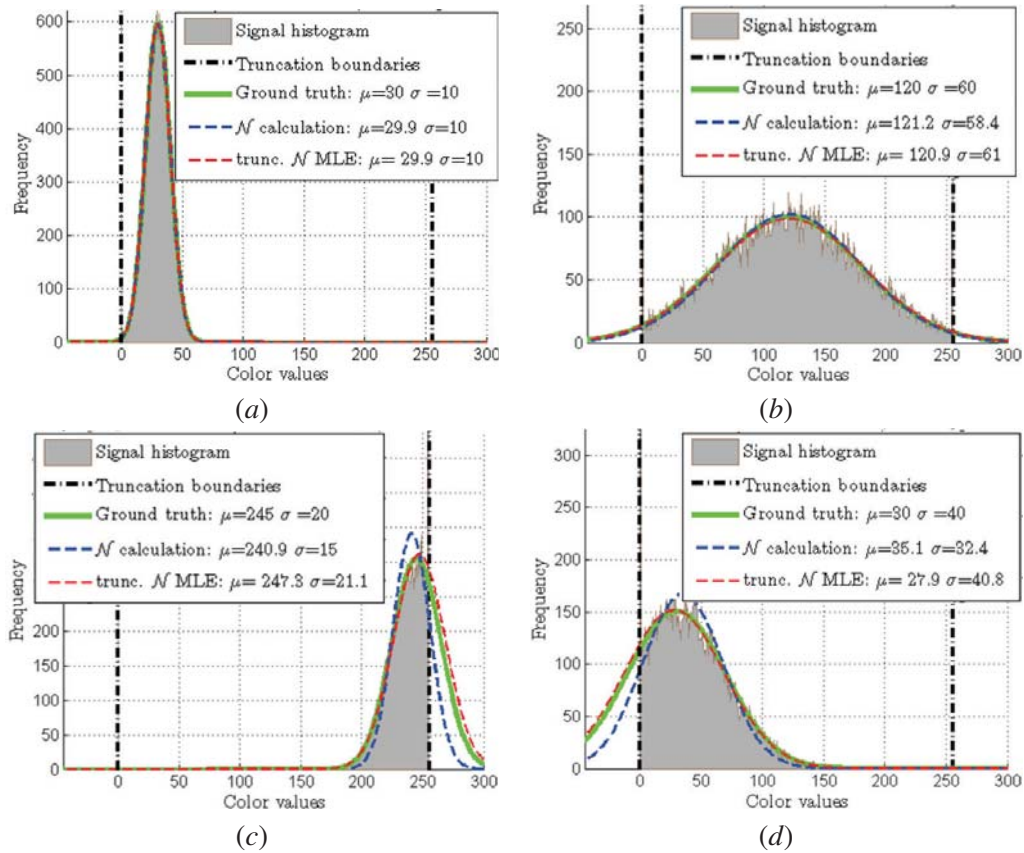 600
500
400
300
200
100
0
Frequency
Signal histogram
Truncation boundaries
Ground truth: μ=30 σ =10
𝒩 calculation: μ=29.9 σ=10
trunc. 𝒩 MLE: μ= 29.9 σ=10
0 50 100 150 200 250 300
Color values
(a)
250
200
150
100
50
0
Frequency
Signal histogram
Truncation boundaries
Ground truth: μ=120 σ =60
𝒩 calculation: μ=121.2 σ=58.4
trunc. 𝒩 MLE: μ= 120.9 σ=61
0 50 100 150 200 250 300
Color values
(b)
Signal histogram
Truncation boundaries
Ground truth: μ=245 σ =20
𝒩 calculation: μ=240.9 σ=15
trunc. 𝒩 MLE: μ= 247.3 σ=21.1
Frequency
200
150
100
50
0
0 50 100 150 200 250 300
Color values
(c)
300
250
200
150
100
50
0
Frequency
Signal histogram
Truncation boundaries
Ground truth: μ=30 σ =40
𝒩 calculation: μ=35.1 σ=32.4
trunc. 𝒩 MLE: μ= 27.9 σ=40.8
0 50 100 150 200 250 300
Color values
(d)